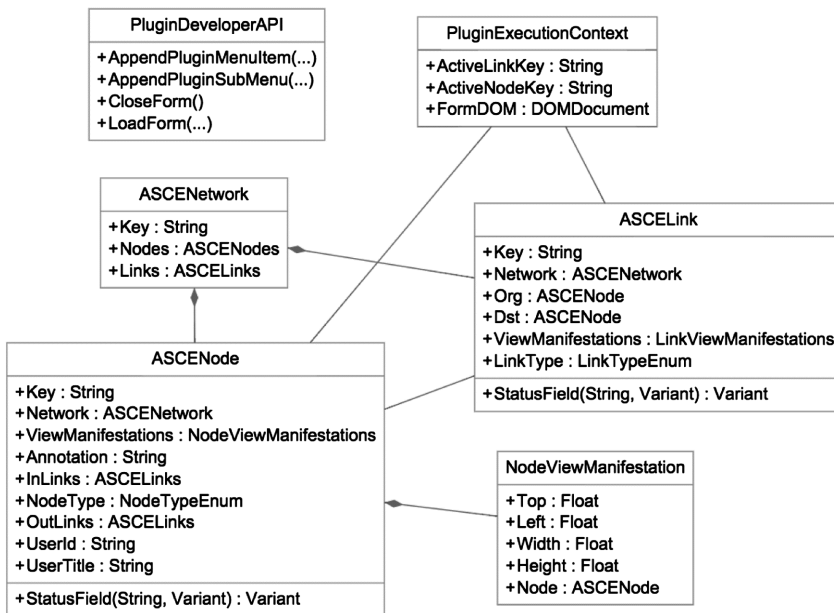 PluginDeveloperAPI
+AppendPluginMenuItem(...)
+AppendPluginSubMenu(...)
+CloseForm()
+LoadForm(...)
PluginExecutionContext
+ActiveLinkKey : String
+ActiveNodeKey : String
+FormDOM : DOMDocument
ASCENetwork
+Key : String
+Nodes : ASCENodes
+Links : ASCELinks
ASCELink
+Key : String
+Network : ASCENetwork
+Org : ASCENode
+Dst : ASCENode
+ViewManifestations : LinkViewManifestations
+LinkType : LinkTypeEnum
+StatusField(String, Variant) : Variant
ASCENode
+Key : String
+Network : ASCENetwork
+ViewManifestations : NodeViewManifestations
+Annotation : String
+InLinks : ASCELinks
+NodeType : NodeTypeEnum
+OutLinks : ASCELinks
+UserId : String
+UserTitle : String
+StatusField(String, Variant) : Variant
NodeViewManifestation
+Top : Float
+Left : Float
+Width : Float
+Height : Float
+Node : ASCENode